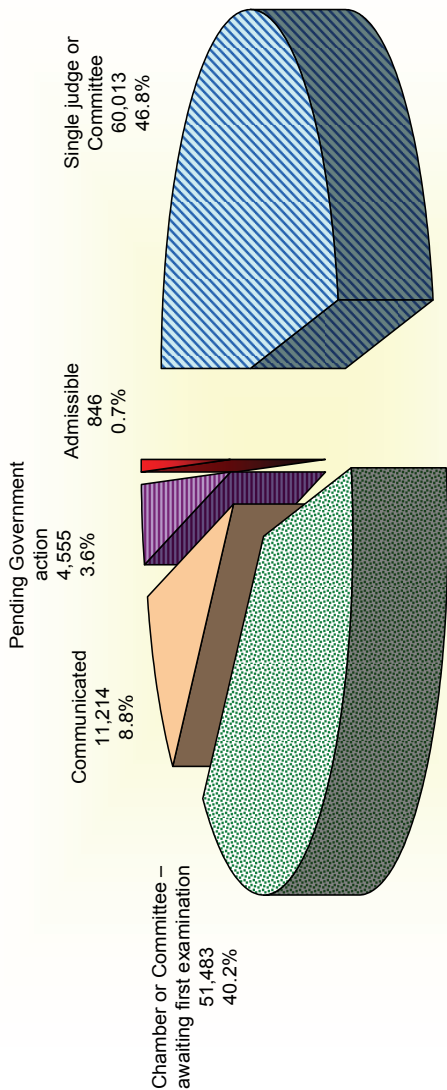 Pending Government
action
4,555
3.6%
Admissible
846
0.7%
Single judge or
Committee
60,013
46.8%
Communicated
11,214
8.8%
Chamber or Committee –
awaiting first examination
51,483
40.2%